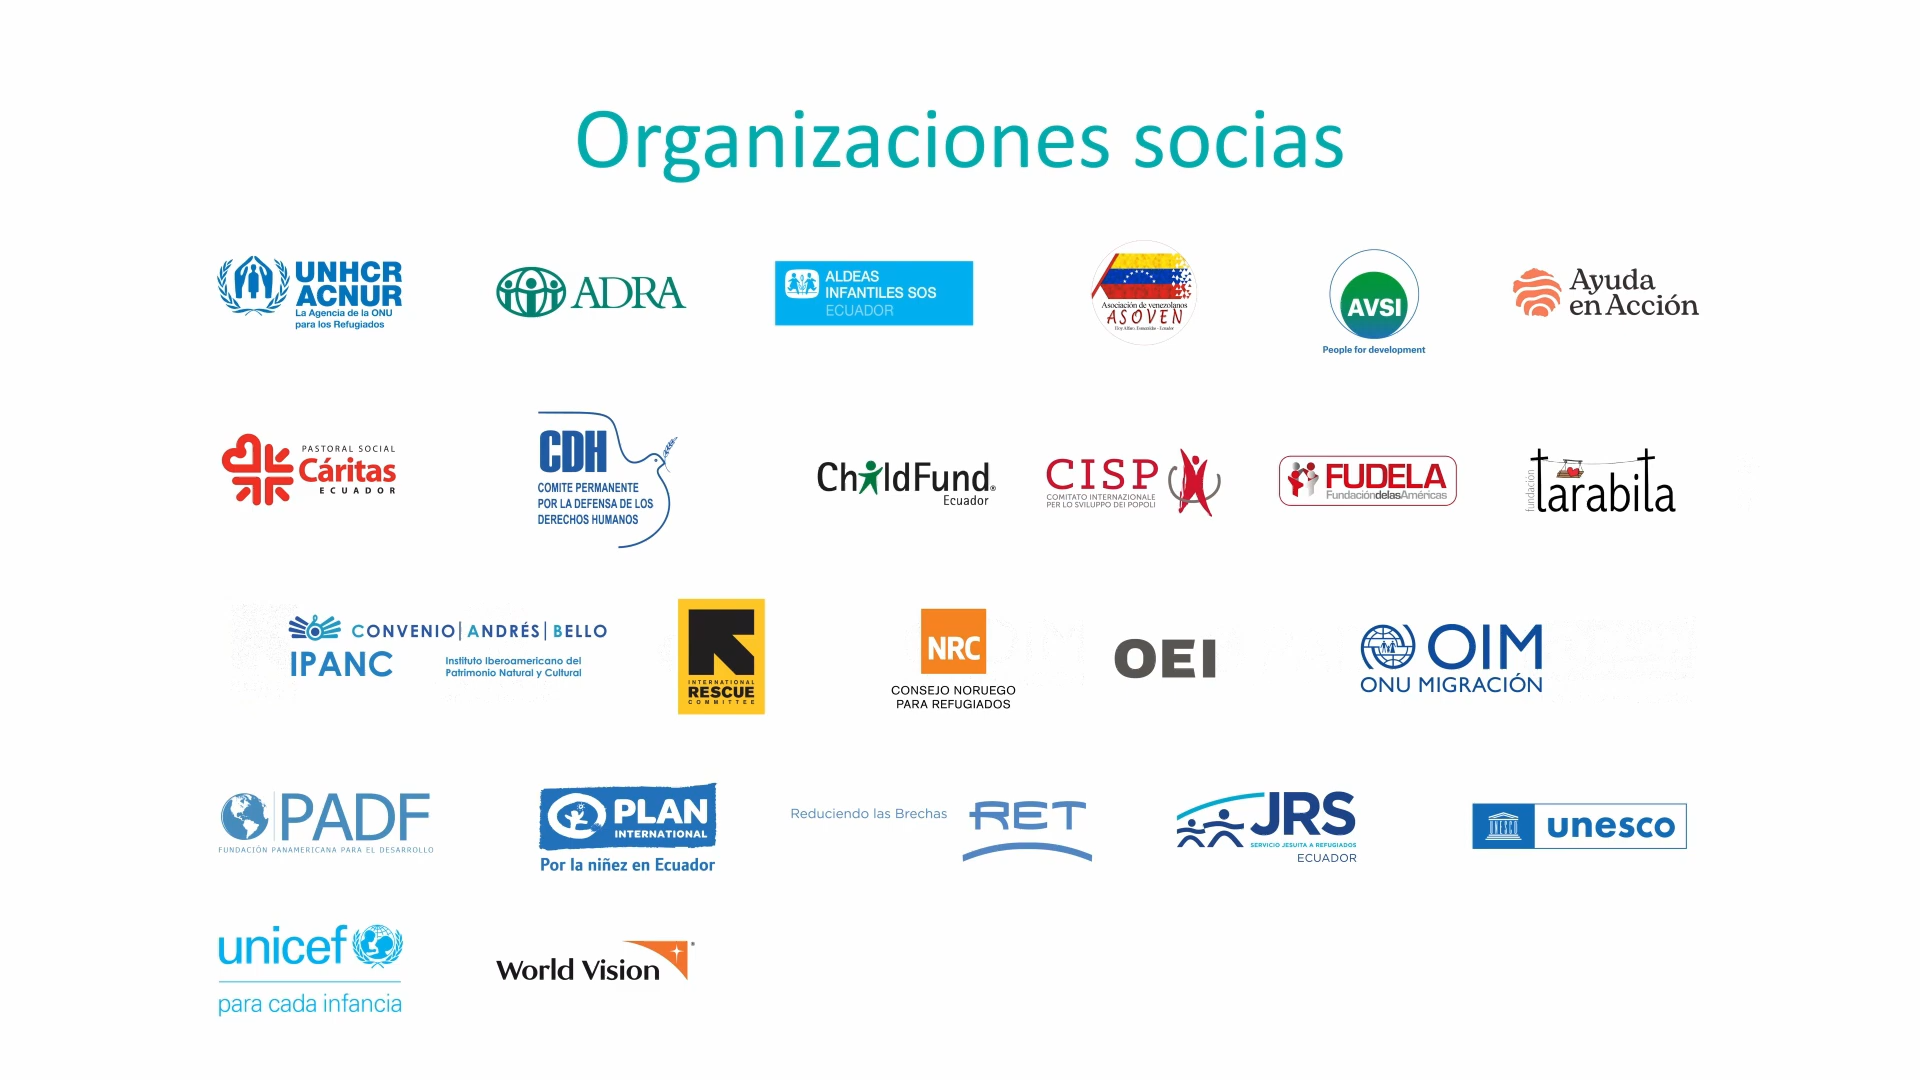 Organizaciones socias
UNHCR
ACNUR
La Agencia de la ONU
para los Refugiados
ADRA
ALDEAS
INFANTILES SOS
ECUADOR
Asociación de venezolanos
ASOVEN
AVSI
People for development
Ayuda
en Acción
PASTORAL SOCIAL
Cáritas
ECUADOR
CDH
COMITE PERMANENTE
POR LA DEFENSA DE LOS
DERECHOS HUMANOS
ChildFund®
Ecuador
CISP
COMITATO INTERNAZIONALE
PER LO SVILUPPO DEI POPOLI
FUDELA
FundacióndelasAméricas
fundación
tarabita
CONVENIO | ANDRÉS | BELLO
IPANC
Instituto Iberoamericano del
Patrimonio Natural y Cultural
INTERNATIONAL
RESCUE
COMMITTEE
NRC
CONSEJO NORUEGO
PARA REFUGIADOS
OEI
OIM
ONU MIGRACIÓN
PADF
FUNDACIÓN PANAMERICANA PARA EL DESARROLLO
PLAN
INTERNATIONAL
Por la niñez en Ecuador
Reduciendo las Brechas
RET
JRS
SERVICIO JESUITA A REFUGIADOS
ECUADOR
UNESCO
unesco
unicef
para cada infancia
World Vision